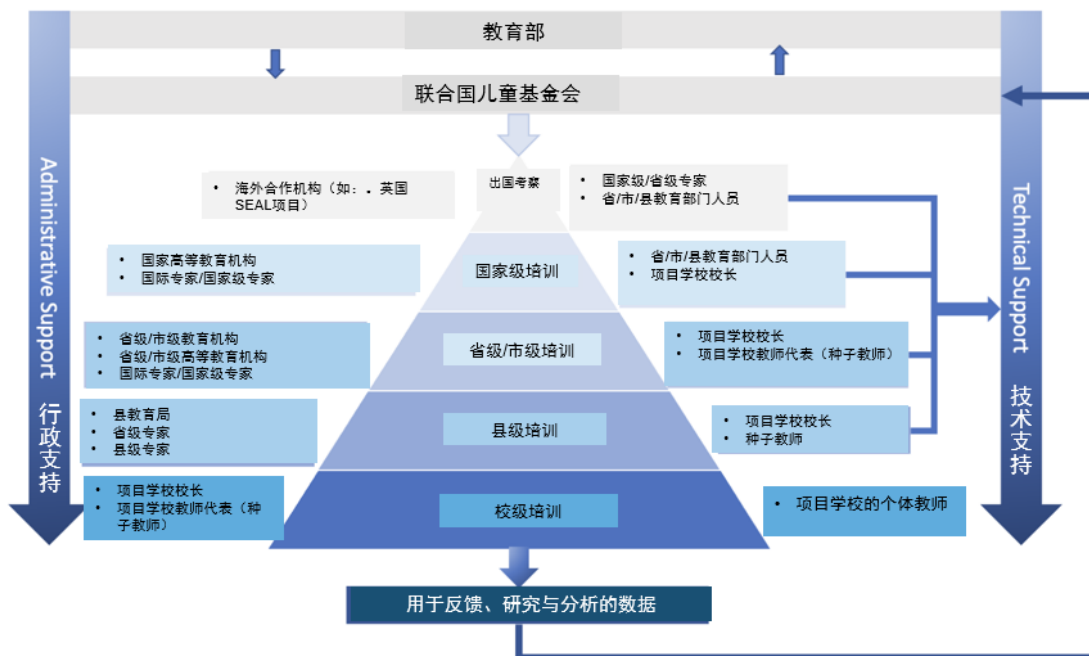 教育部
联合国儿童基金会
• 海外合作机构（如：. 英国
SEAL项目）
出国考察
• 国家级/省级专家
• 省/市/县教育部门人员
• 国家高等教育机构
• 国际专家/国家级专家
国家级培训
• 省/市/县教育部门人员
• 项目学校校长
• 省级/市级教育机构
• 省级/市级高等教育机构
• 国际专家/国家级专家
省级/市级培训
• 项目学校校长
• 项目学校教师代表（种子教师）
• 县教育局
• 省级专家
• 县级专家
县级培训
• 项目学校校长
• 种子教师
• 项目学校校长
• 项目学校教师代表（种
子教师）
校级培训
• 项目学校的个体教师
用于反馈、研究与分析的数据
Administrative Support 行政支持
Technical Support 技术支持